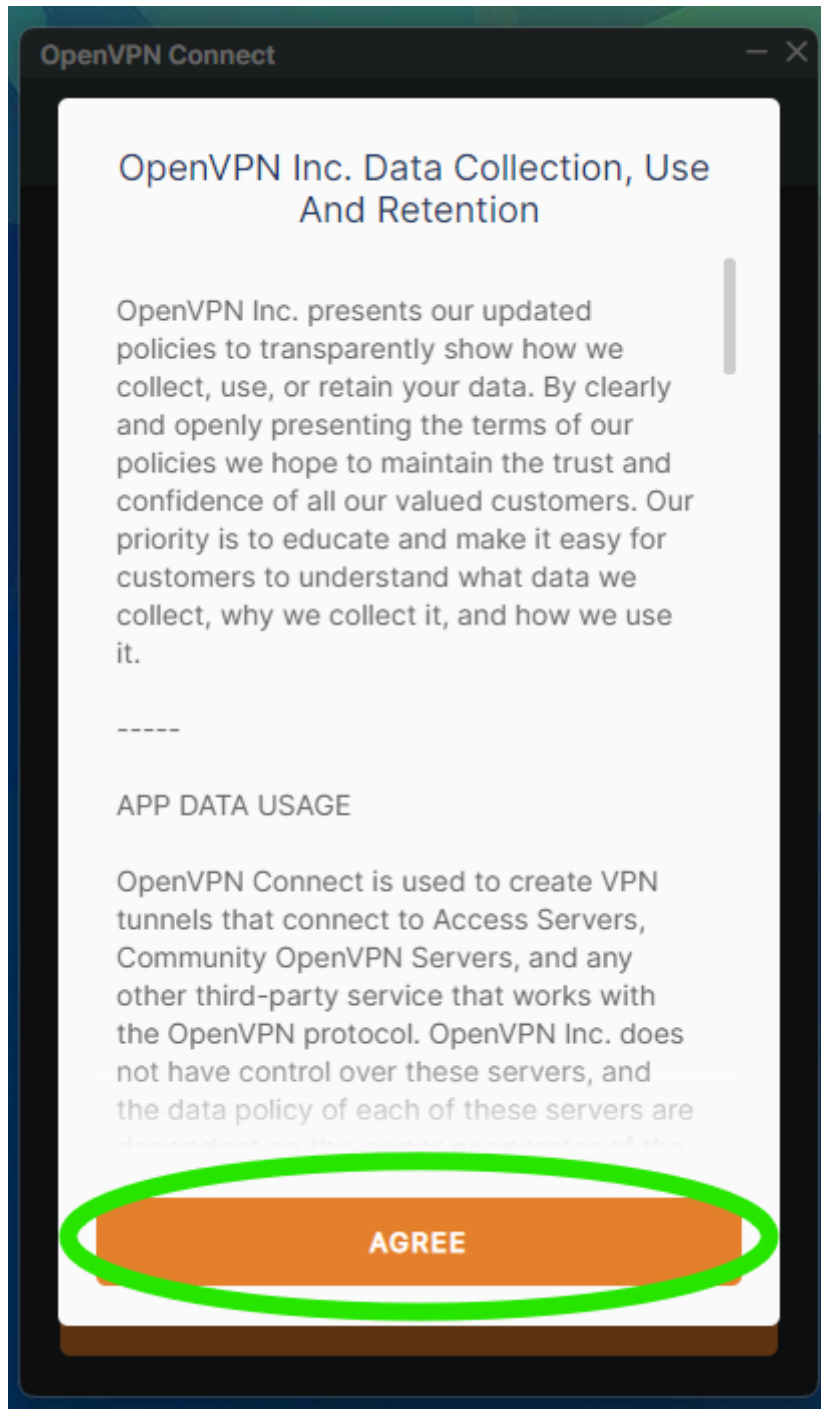 OpenVPN Connect
OpenVPN Inc. Data Collection, Use
And Retention
OpenVPN Inc. presents our updated
policies to transparently show how we
collect, use, or retain your data. By clearly
and openly presenting the terms of our
policies we hope to maintain the trust and
confidence of all our valued customers. Our
priority is to educate and make it easy for
customers to understand what data we
collect, why we collect it, and how we use
it.
-----
APP DATA USAGE
OpenVPN Connect is used to create VPN
tunnels that connect to Access Servers,
Community OpenVPN Servers, and any
other third-party service that works with
the OpenVPN protocol. OpenVPN Inc. does
not have control over these servers, and
the data policy of each of these servers are
AGREE